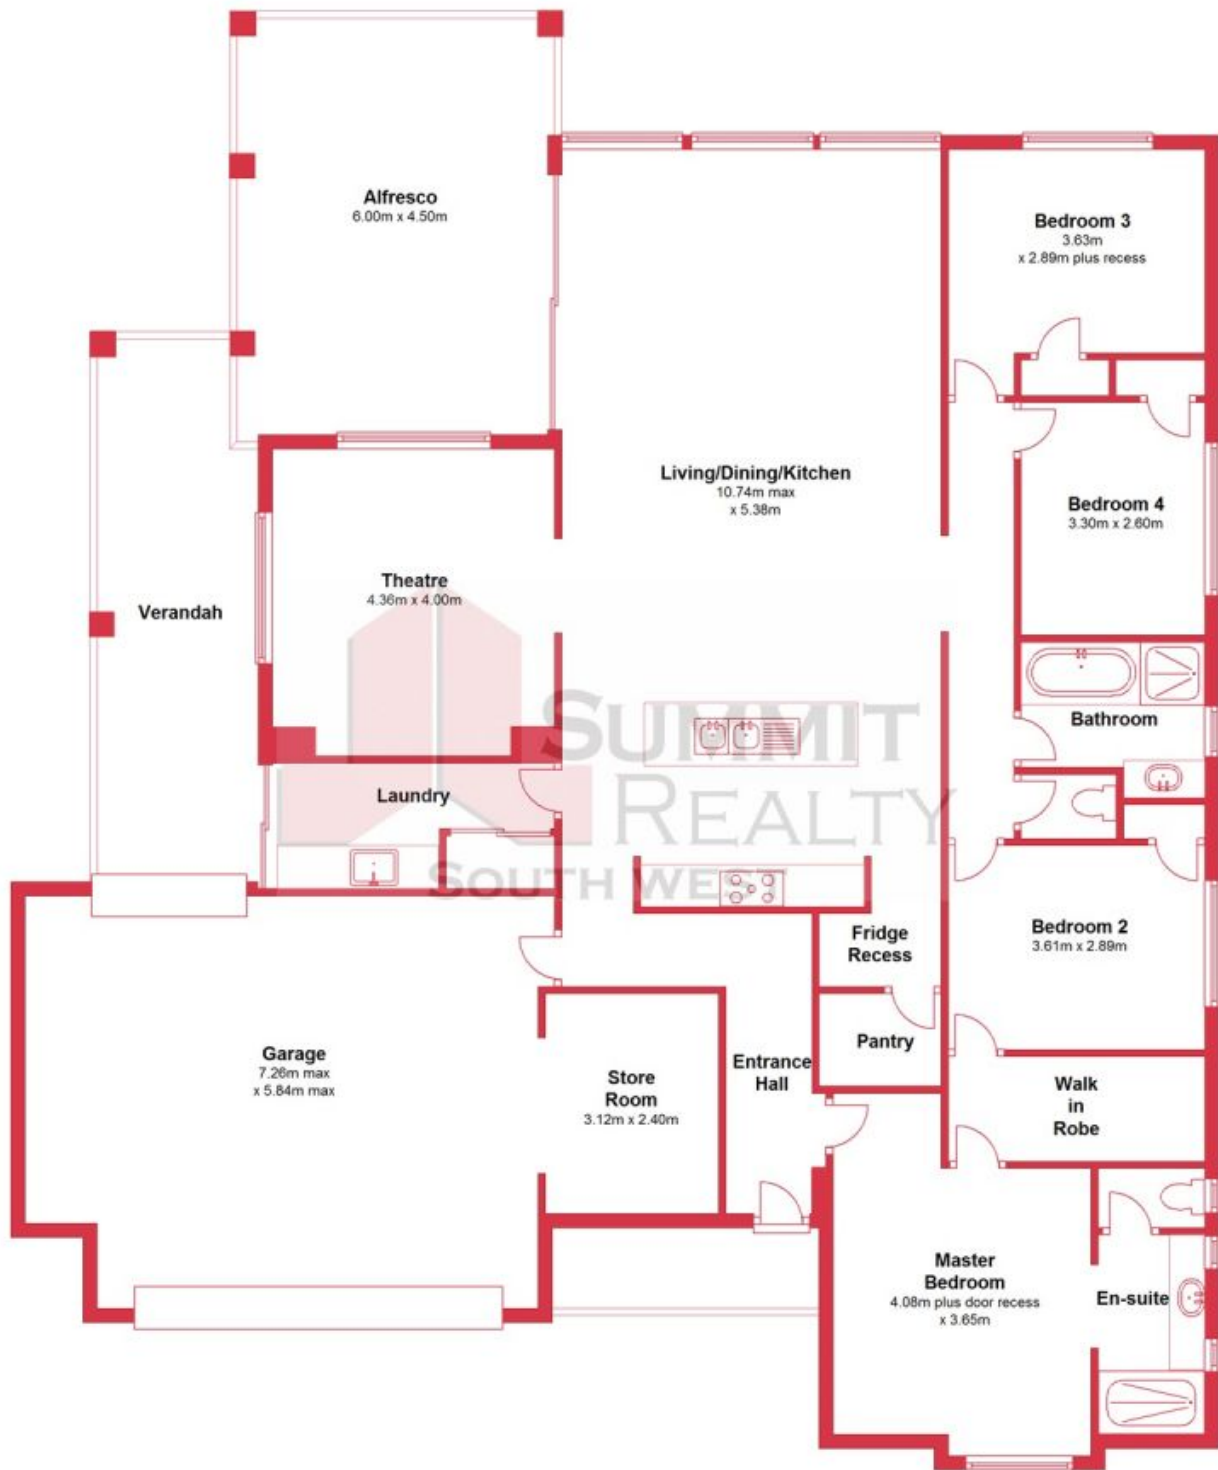 Alfresco
6.00m x 4.50m
Bedroom 3
3.63m
x 2.89m plus recess
Living/Dining/Kitchen
10.74m max
x 5.38m
Bedroom 4
3.30m x 2.60m
Theatre
4.36m x 4.00m
Verandah
SUMMIT
REALTY
SOUTH WEST
Bathroom
Laundry
Fridge
Recess
Bedroom 2
3.61m x 2.89m
Garage
7.26m max
x 5.84m max
Store
Room
3.12m x 2.40m
Entrance
Hall
Pantry
Walk
in
Robe
Master
Bedroom
4.08m plus door recess
x 3.65m
En-suite